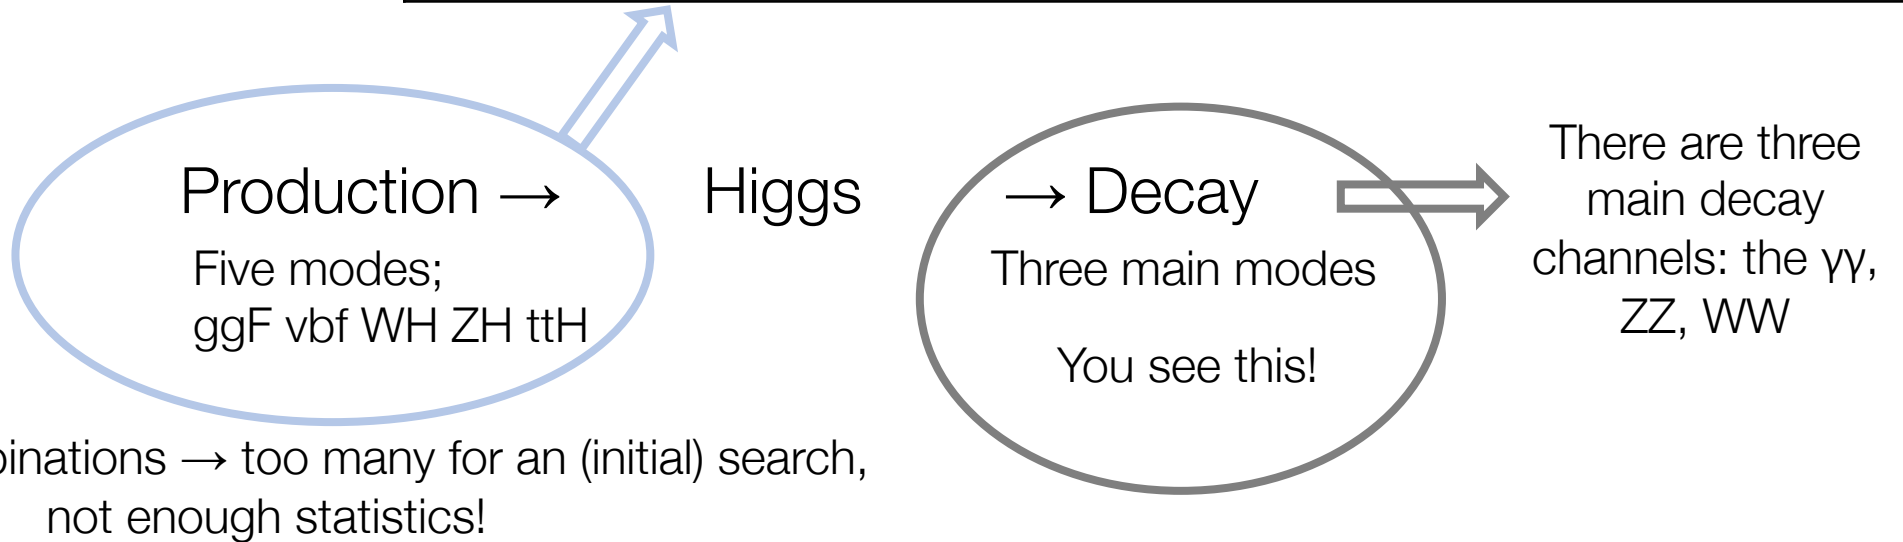 Production → Higgs → Decay
Five modes;
ggF vbf WH ZH ttH
Three main modes
You see this!
There are three
main decay
channels: the γγ,
ZZ, WW
→ too many for an (initial) search,
not enough statistics!